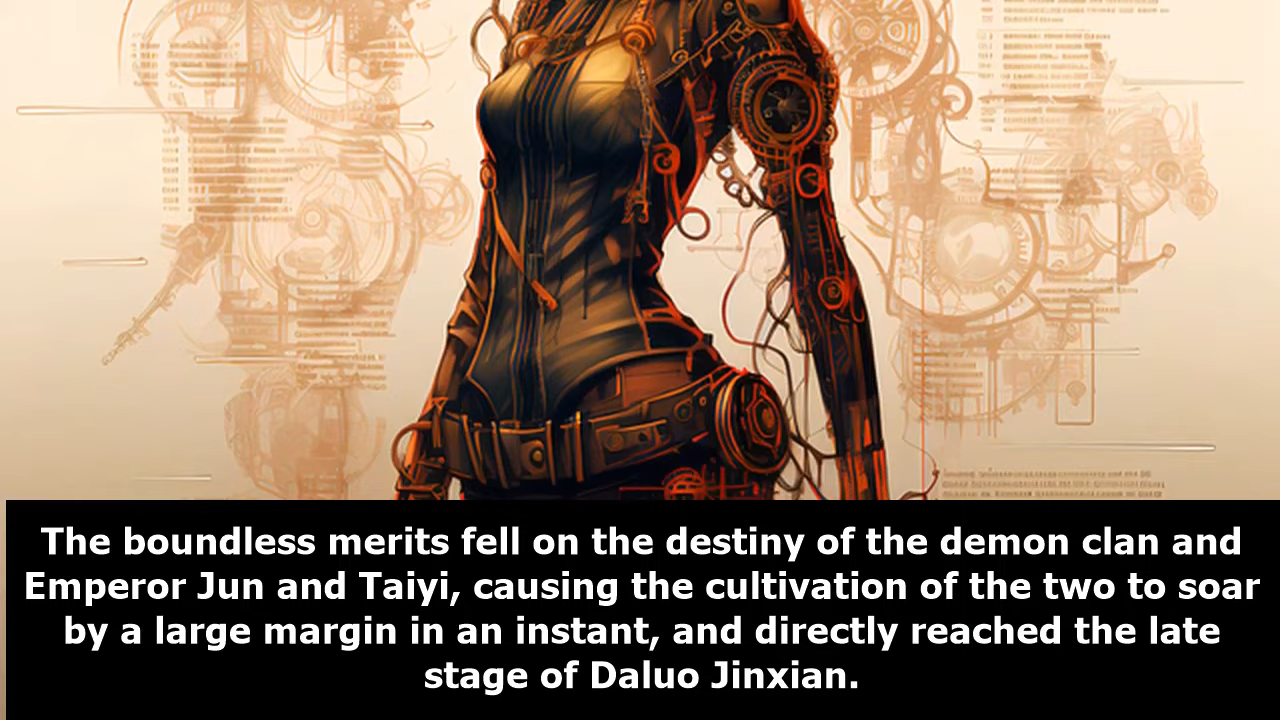 The boundless merits fell on the destiny of the demon clan and
Emperor Jun and Taiyi, causing the cultivation of the two to soar
by a large margin in an instant, and directly reached the late
stage of Daluo Jinxian.